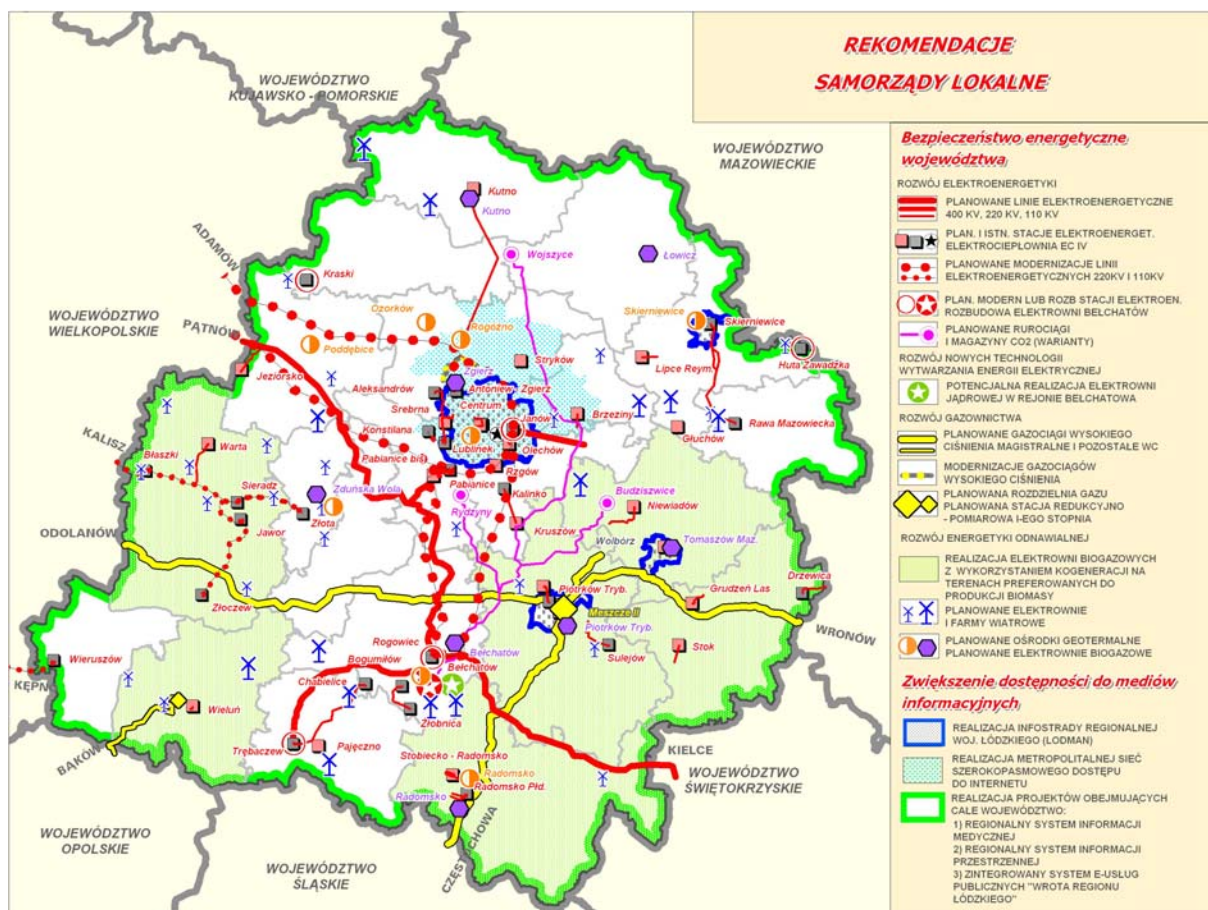 REKOMENDACJE
SAMORZĄDY LOKALNE
WOJEWÓDZTWO
KUJAWSKO - POMORSKIE
WOJEWÓDZTWO
MAZOWIECKIE
WOJEWÓDZTWO
WIELKOPOLSKIE
WOJEWÓDZTWO
OPOLSKIE
WOJEWÓDZTWO
ŚLĄSKIE
WOJEWÓDZTWO
ŚWIĘTOKRZYSKIE
ADAMÓW
PĄTNÓW
KALISZ
ODOLANÓW
KĘPNO
BĄKÓW
CZĘSTOCHOWA
KIELCE
WRONÓW
Kutno
Kutno
Wojszyce
Łowicz
Kraski
Ozorków
Rogóźno
Skierniewice
Skierniewice
Poddębice
Stryków
Huta Zawadzka
Jeziorsko
Zgierz
Lipce Reym.
Aleksandrów
Antoniew - Zgierz
Srebrna
Centrum
Janów
Brzeziny
Rawa Mazowiecka
Konstilana
Lublinek
Olechów
Głuchów
Warta
Pabianice bis
Rzgów
Błaszki
Pabianice
Sieradz
Zduńska Wola
Kalinko
Budziszwice
Złota
Rydzyny
Niewiadów
Jawor
Kruszów
Wolbórz
Tomaszów Maz.
Złoczew
Piotrków Tryb.
Grudzeń Las
Drzewica
Meszcze II
Piotrków Tryb.
Rogowiec
Bełchatów
Sulejów
Stok
Wieruszów
Bogumiłów
Bełchatów
Chabielice
Wieluń
Złobnica
Trębaczew
Pajęczno
Stobiecko - Radomsko
Radomsko
Radomsko Płd.
Radomsko
Bezpieczeństwo energetyczne
województwa
ROZWÓJ ELEKTROENERGETYKI
PLANOWANE LINIE ELEKTROENERGETYCZNE
400 KV, 220 KV, 110 KV
PLAN. I ISTN. STACJE ELEKTROENERGET.
ELEKTROCIEPŁOWNIA EC IV
PLANOWANE MODERNIZACJE LINII
ELEKTROENERGETYCZNYCH 220KV I 110KV
PLAN. MODERN LUB ROZB STACJI ELEKTROEN.
ROZBUDOWA ELEKTROWNI BEŁCHATÓW
PLANOWANE RUROCIĄGI
I MAGAZYNY CO2 (WARIANTY)
ROZWÓJ NOWYCH TECHNOLOGII
WYTWARZANIA ENERGII ELEKTRYCZNEJ
POTENCJALNA REALIZACJA ELEKTROWNI
JĄDROWEJ W REJONIE BEŁCHATOWA
ROZWÓJ GAZOWNICTWA
PLANOWANE GAZOCIĄGI WYSOKIEGO
CIŚNIENIA MAGISTRALNE I POZOSTAŁE WC
MODERNIZACJE GAZOCIĄGÓW
WYSOKIEGO CIŚNIENIA
PLANOWANA ROZDZIELNIA GAZU
PLANOWANA STACJA REDUKCYJNO
- POMIAROWA I-EGO STOPNIA
ROZWÓJ ENERGETYKI ODNAWIALNEJ
REALIZACJA ELEKTROWNI BIOGAZOWYCH
Z WYKORZYSTANIEM KOGENERACJI NA
TERENACH PREFEROWANYCH DO
PRODUKCJI BIOMASY
PLANOWANE ELEKTROWNIE
I FARMY WIATROWE
PLANOWANE OŚRODKI GEOTERMALNE
PLANOWANE ELEKTROWNIE BIOGAZOWE
Zwiększenie dostępności do mediów
informacyjnych
REALIZACJA INFOSTRADY REGIONALNEJ
WOJ. ŁÓDZKIEGO (LODMAN)
REALIZACJA METROPOLITALNEJ SIEĆ
SZEROKOPASMOWEGO DOSTĘPU
DO INTERNETU
REALIZACJA PROJEKTÓW OBEJMUJĄCYCH
CAŁE WOJEWÓDZTWO:
1) REGIONALNY SYSTEM INFORMACJI
MEDYCZNEJ
2) REGIONALNY SYSTEM INFORMACJI
PRZESTRZENNEJ
3) ZINTEGROWANY SYSTEM E-USŁUG
PUBLICZNYCH "WROTA REGIONU
ŁÓDZKIEGO"